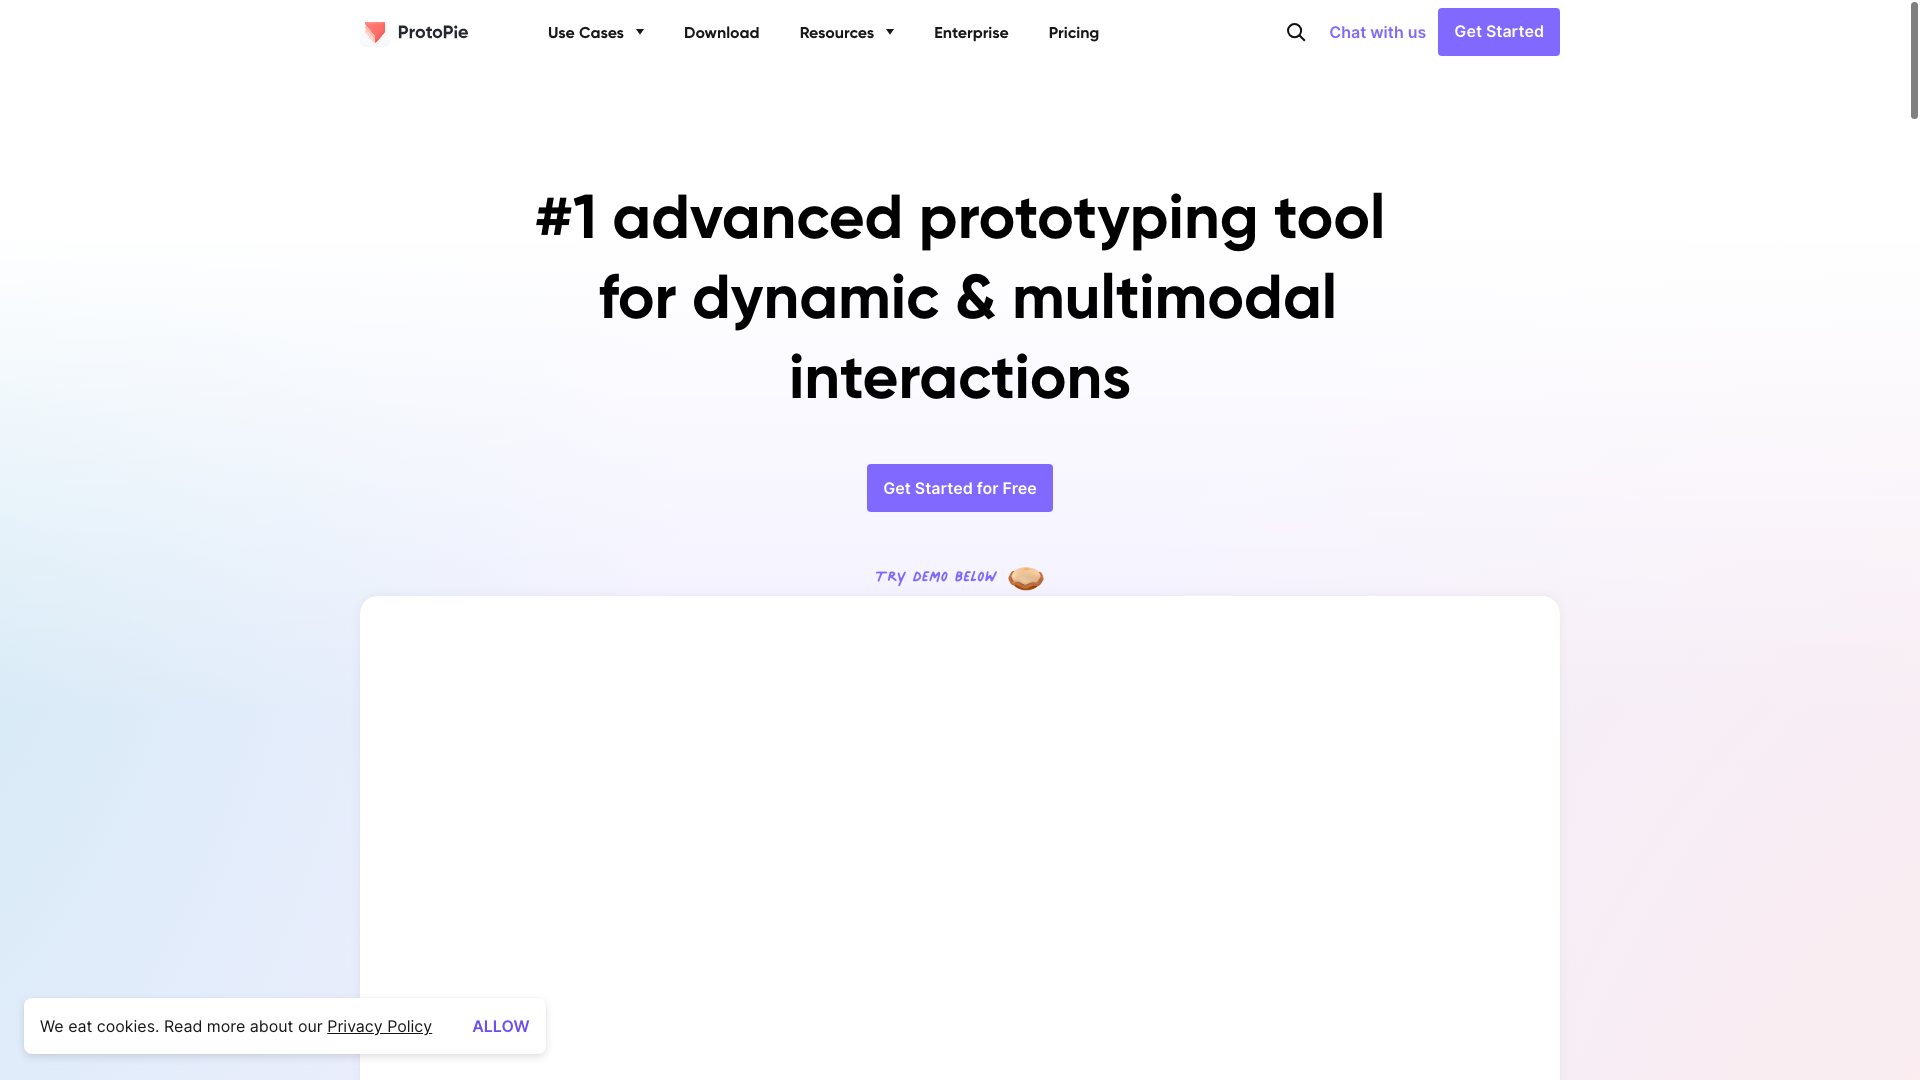 ProtoPie
Use Cases
Download
Resources
Enterprise
Pricing
Chat with us
Get Started
#1 advanced prototyping tool
for dynamic & multimodal
interactions
Get Started for Free
TRY DEMO BELOW
We eat cookies. Read more about our Privacy Policy
ALLOW